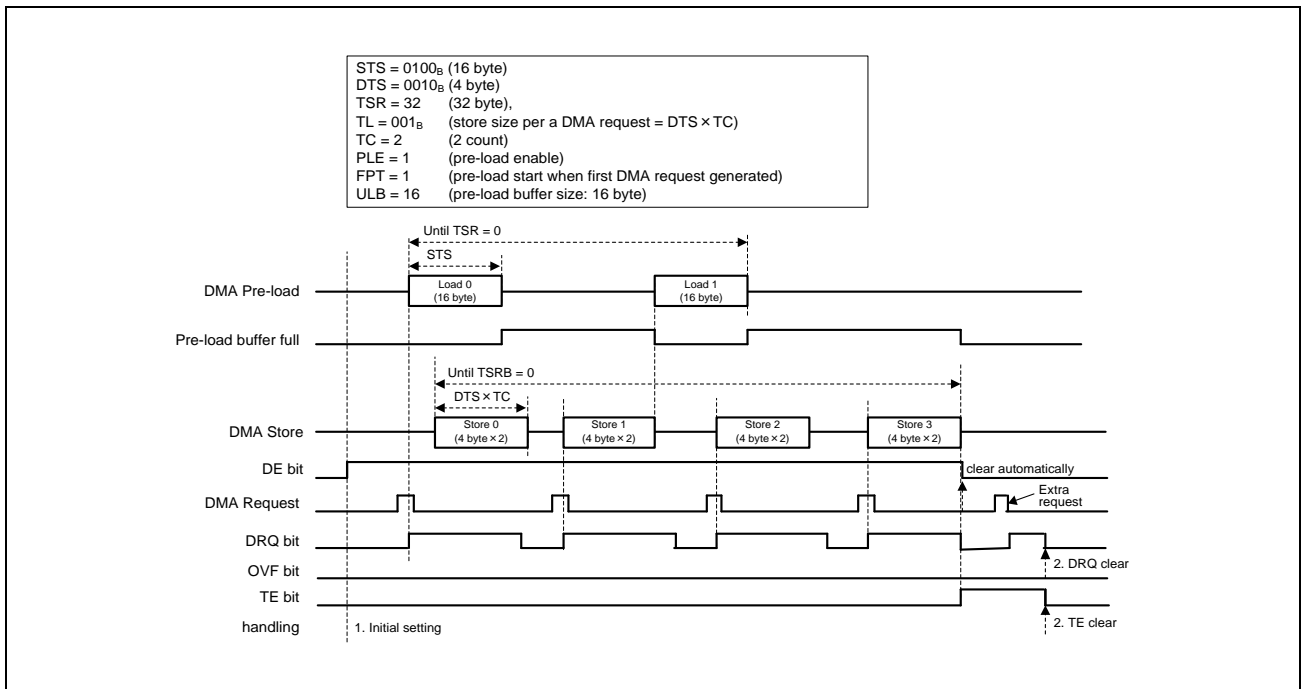 STS = 0100B (16 byte)
DTS = 0010B (4 byte)
TSR = 32 (32 byte),
TL = 001B (store size per a DMA request = DTS × TC)
TC = 2 (2 count)
PLE = 1 (pre-load enable)
FPT = 1 (pre-load start when first DMA request generated)
ULB = 16 (pre-load buffer size: 16 byte)
Until TSR = 0
STS
DMA Pre-load
Load 0
(16 byte)
Load 1
(16 byte)
Pre-load buffer full
Until TSRB = 0
DTS × TC
DMA Store
Store 0
(4 byte × 2)
Store 1
(4 byte × 2)
Store 2
(4 byte × 2)
Store 3
(4 byte × 2)
DE bit
clear automatically
DMA Request
Extra
request
DRQ bit
2. DRQ clear
OVF bit
TE bit
handling
1. Initial setting
2. TE clear